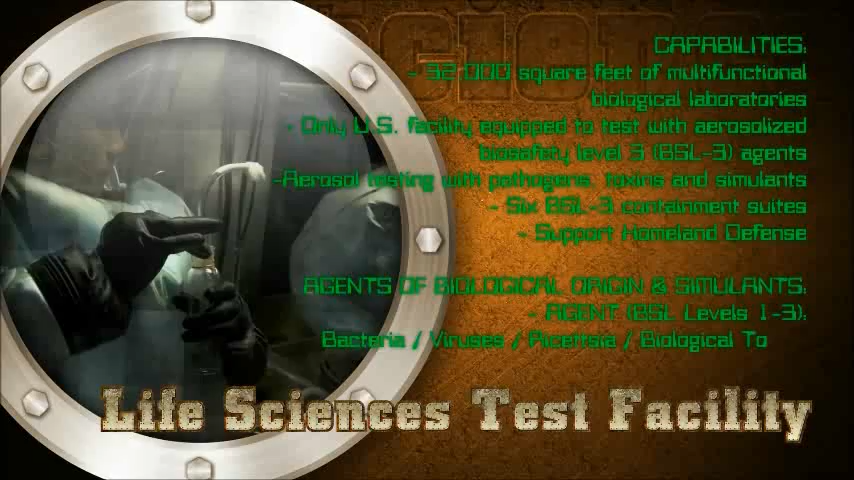 CAPABILITIES:
- 32,000 square feet of multifunctional
biological laboratories
- Only U.S. facility equipped to test with aerosolized
biosafety level 3 (BSL-3) agents
-Aerosol testing with pathogens, toxins and simulants
- Six BSL-3 containment suites
- Support Homeland Defense
AGENTS OF BIOLOGICAL ORIGIN & SIMULANTS:
- AGENT (BSL Levels 1-3):
Bacteria / Viruses / Ricettsia / Biological To
Life Sciences Test Facility